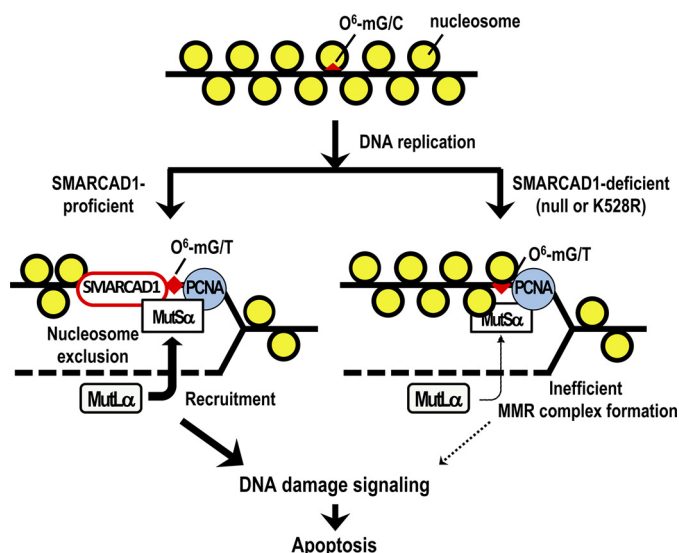 O⁶-mG/C
nucleosome
DNA replication
SMARCAD1-
proficient
SMARCAD1-deficient
(null or K528R)
O⁶-mG/T
O⁶-mG/T
SMARCAD1
PCNA
PCNA
MutSα
MutSα
Nucleosome
exclusion
MutLα
Recruitment
MutLα
Inefficient
MMR complex formation
DNA damage signaling
Apoptosis